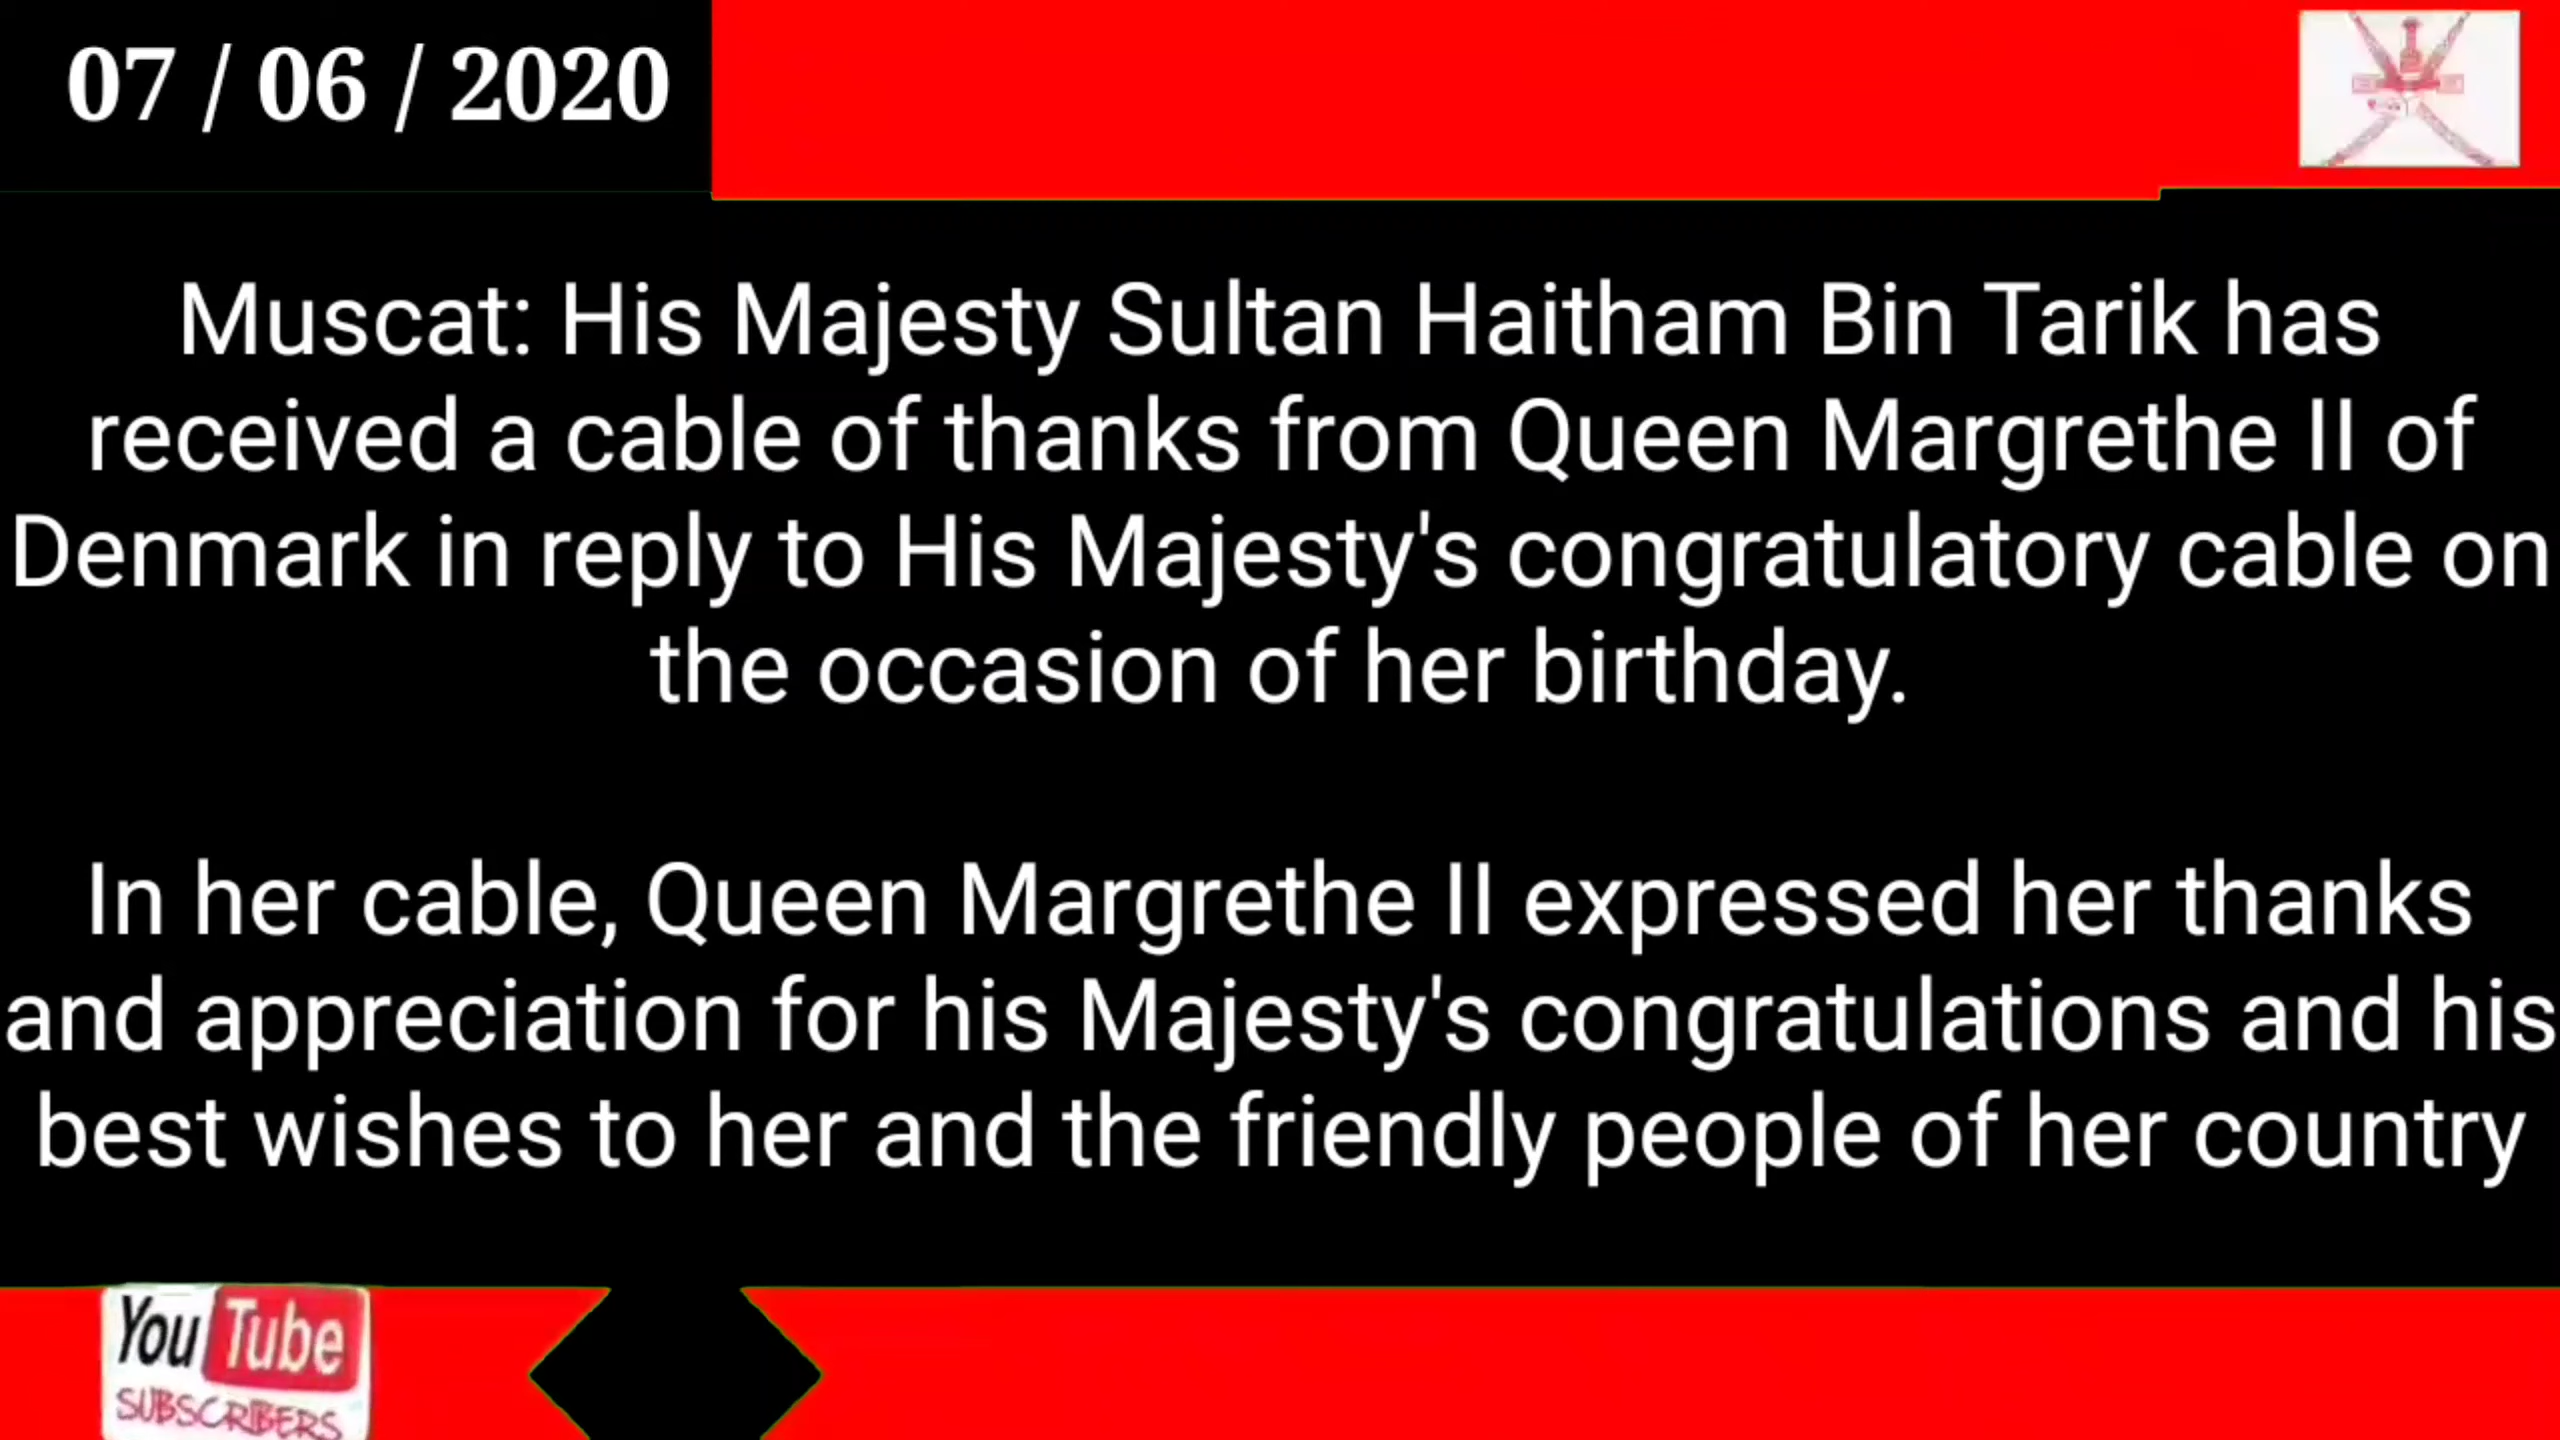 07 / 06 / 2020
Muscat: His Majesty Sultan Haitham Bin Tarik has
received a cable of thanks from Queen Margrethe II of
Denmark in reply to His Majesty's congratulatory cable on
the occasion of her birthday.
In her cable, Queen Margrethe II expressed her thanks
and appreciation for his Majesty's congratulations and his
best wishes to her and the friendly people of her country
YouTube
SUBSCRIBERS